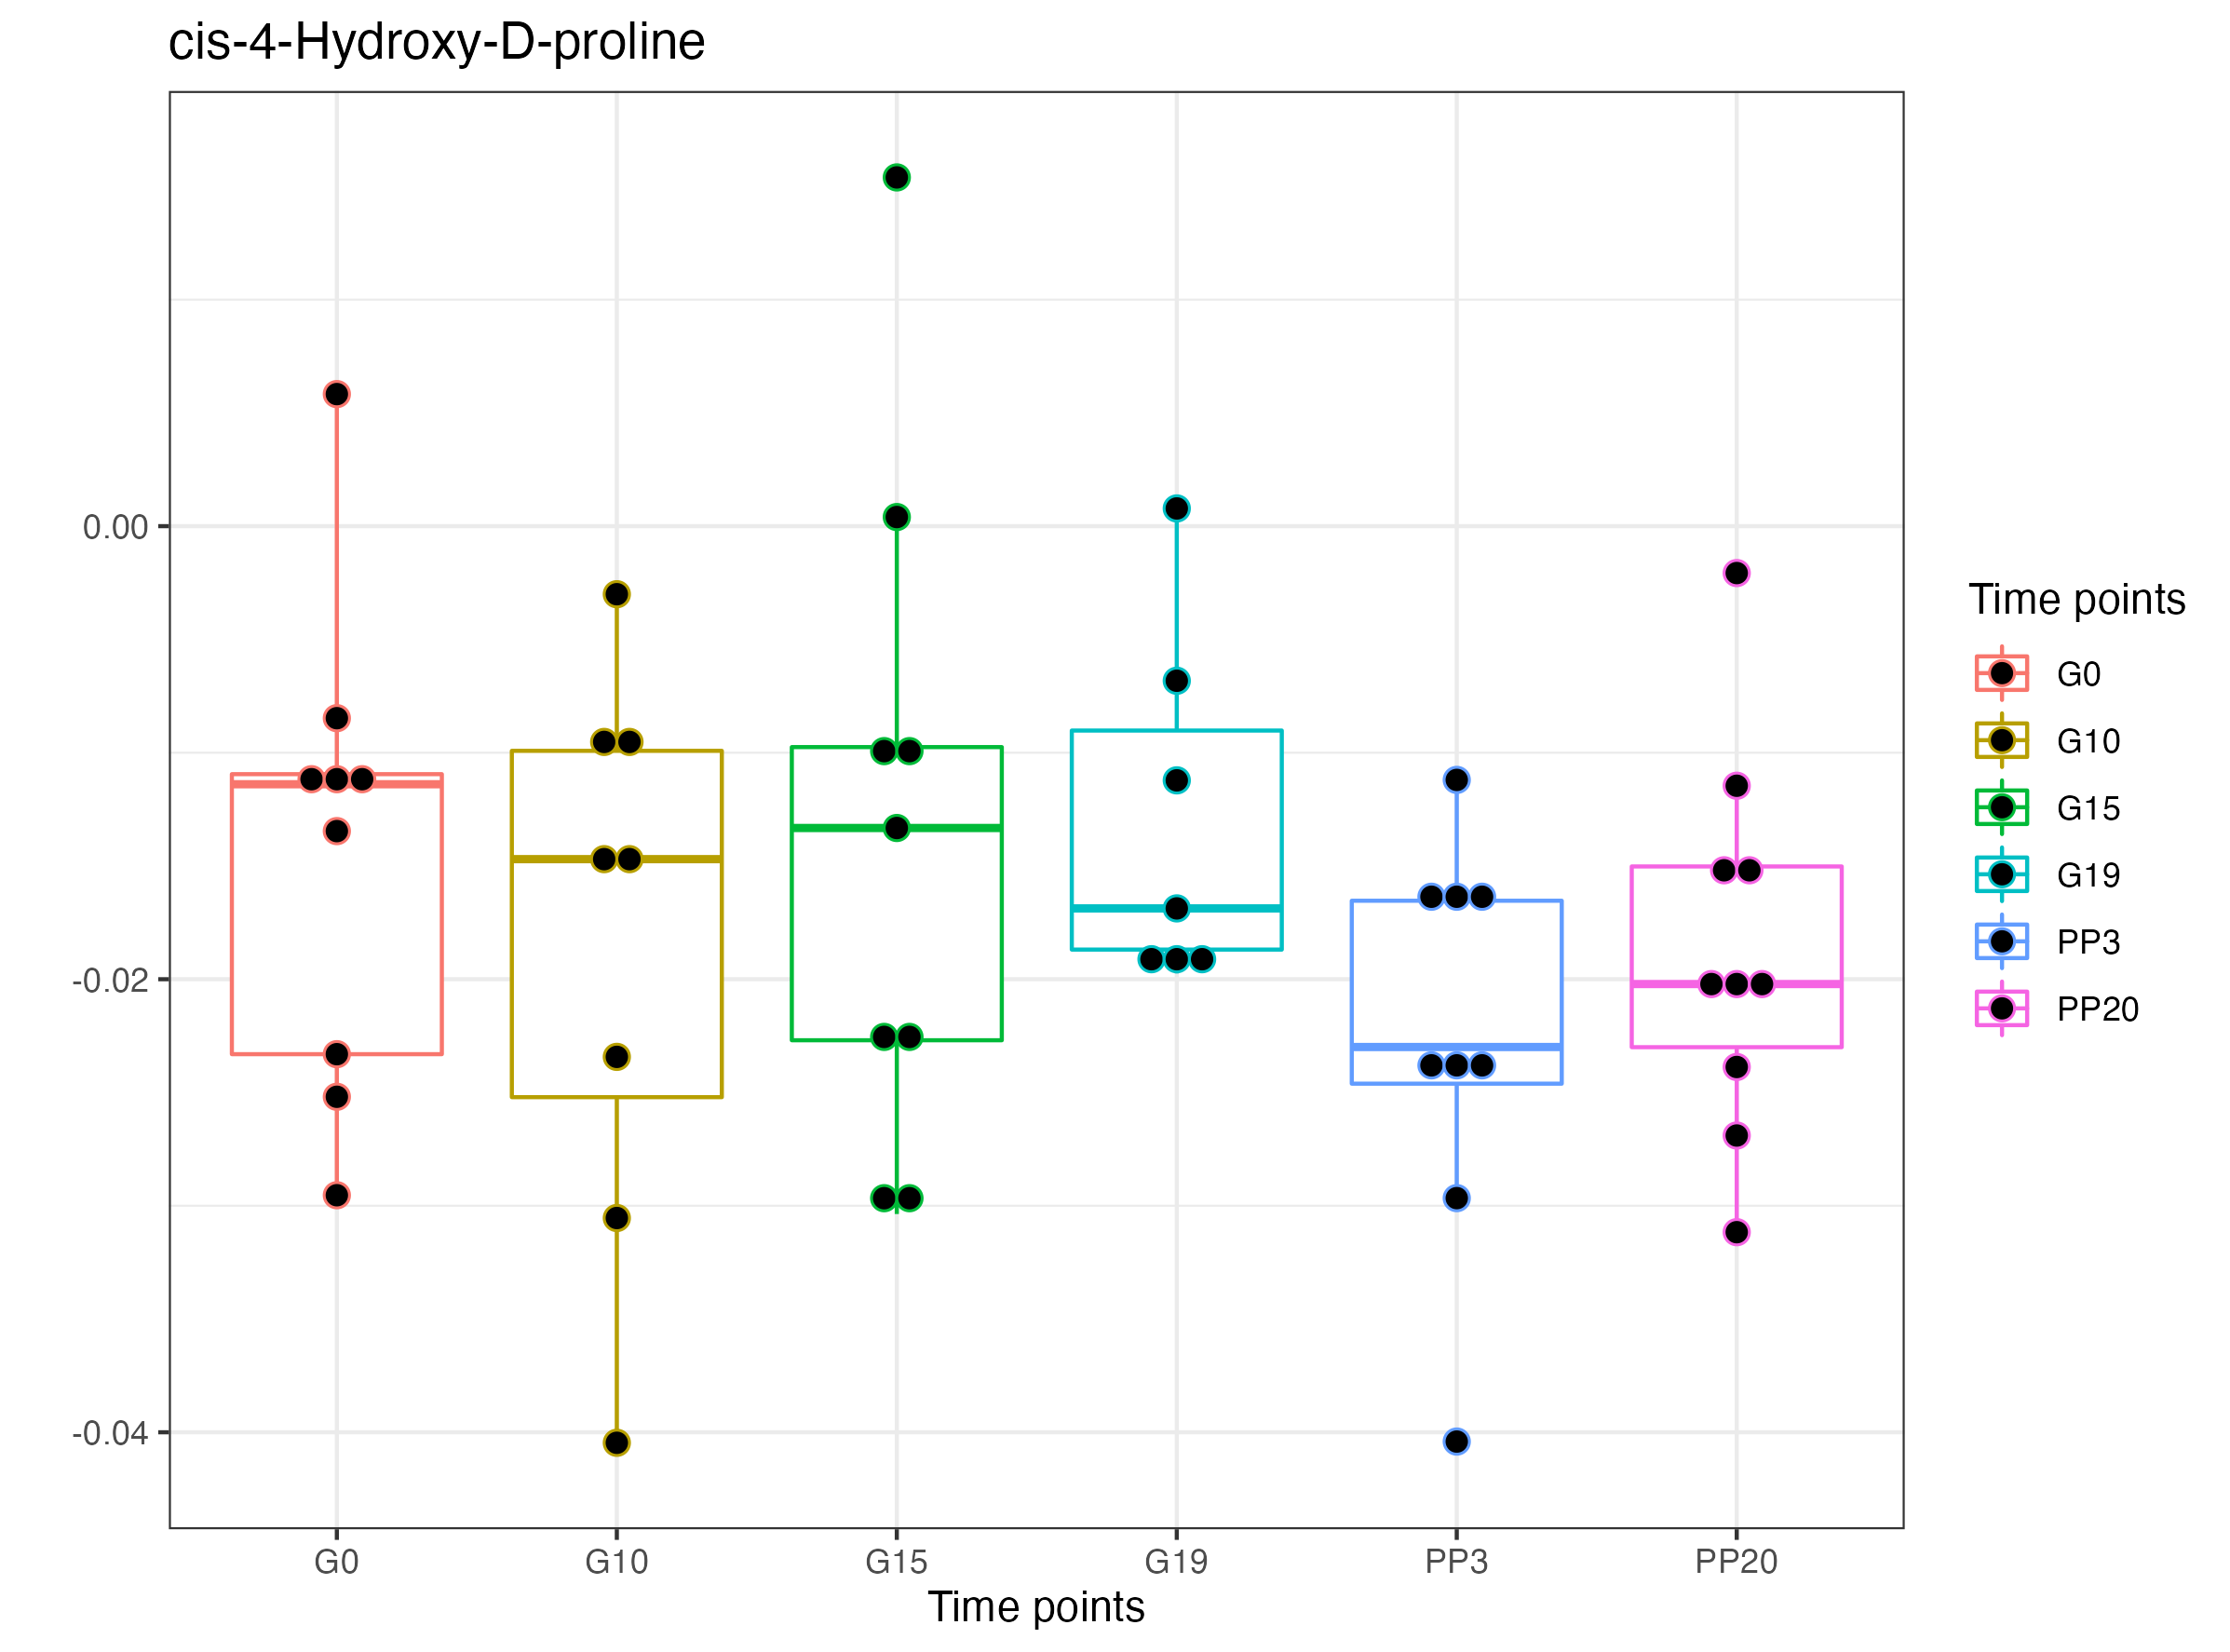 cis-4-Hydroxy-D-proline
0.00
-0.02
-0.04
G0 G10 G15 G19 PP3 PP20
Time points
Time points
G0
G10
G15
G19
PP3
PP20